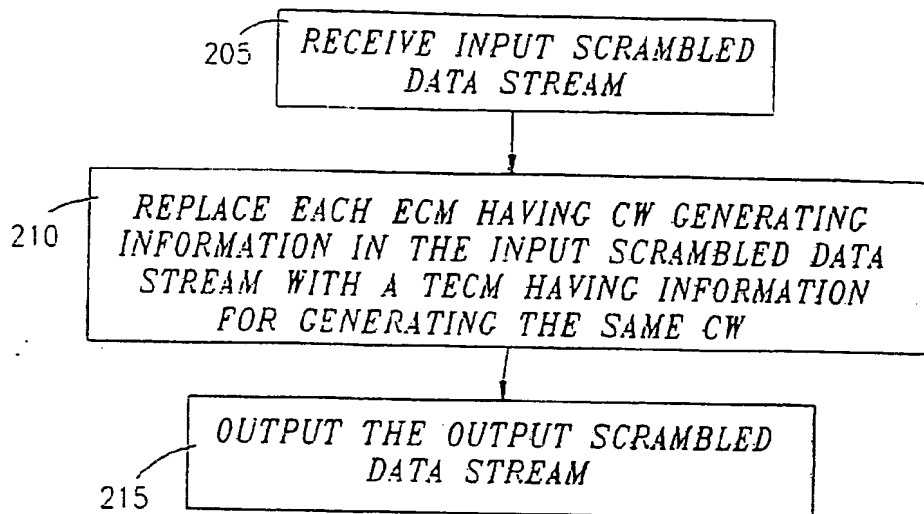 205
RECEIVE INPUT SCRAMBLED
DATA STREAM
210
REPLACE EACH ECM HAVING CW GENERATING
INFORMATION IN THE INPUT SCRAMBLED DATA
STREAM WITH A TECM HAVING INFORMATION
FOR GENERATING THE SAME CW
OUTPUT THE OUTPUT SCRAMBLED
DATA STREAM
215